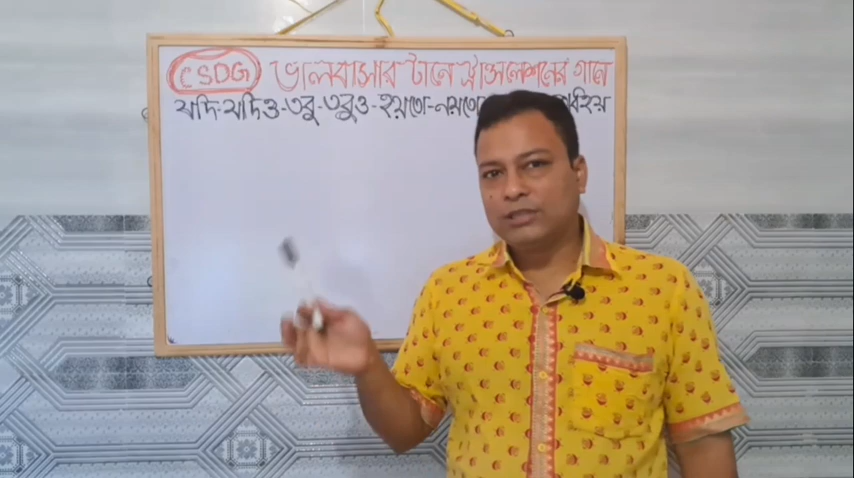 CSDG ভালবাসার টানে ট্রান্সলেশনের গান
যদি-যদিও-তবু-তবুও-হয়তো-নয়তো